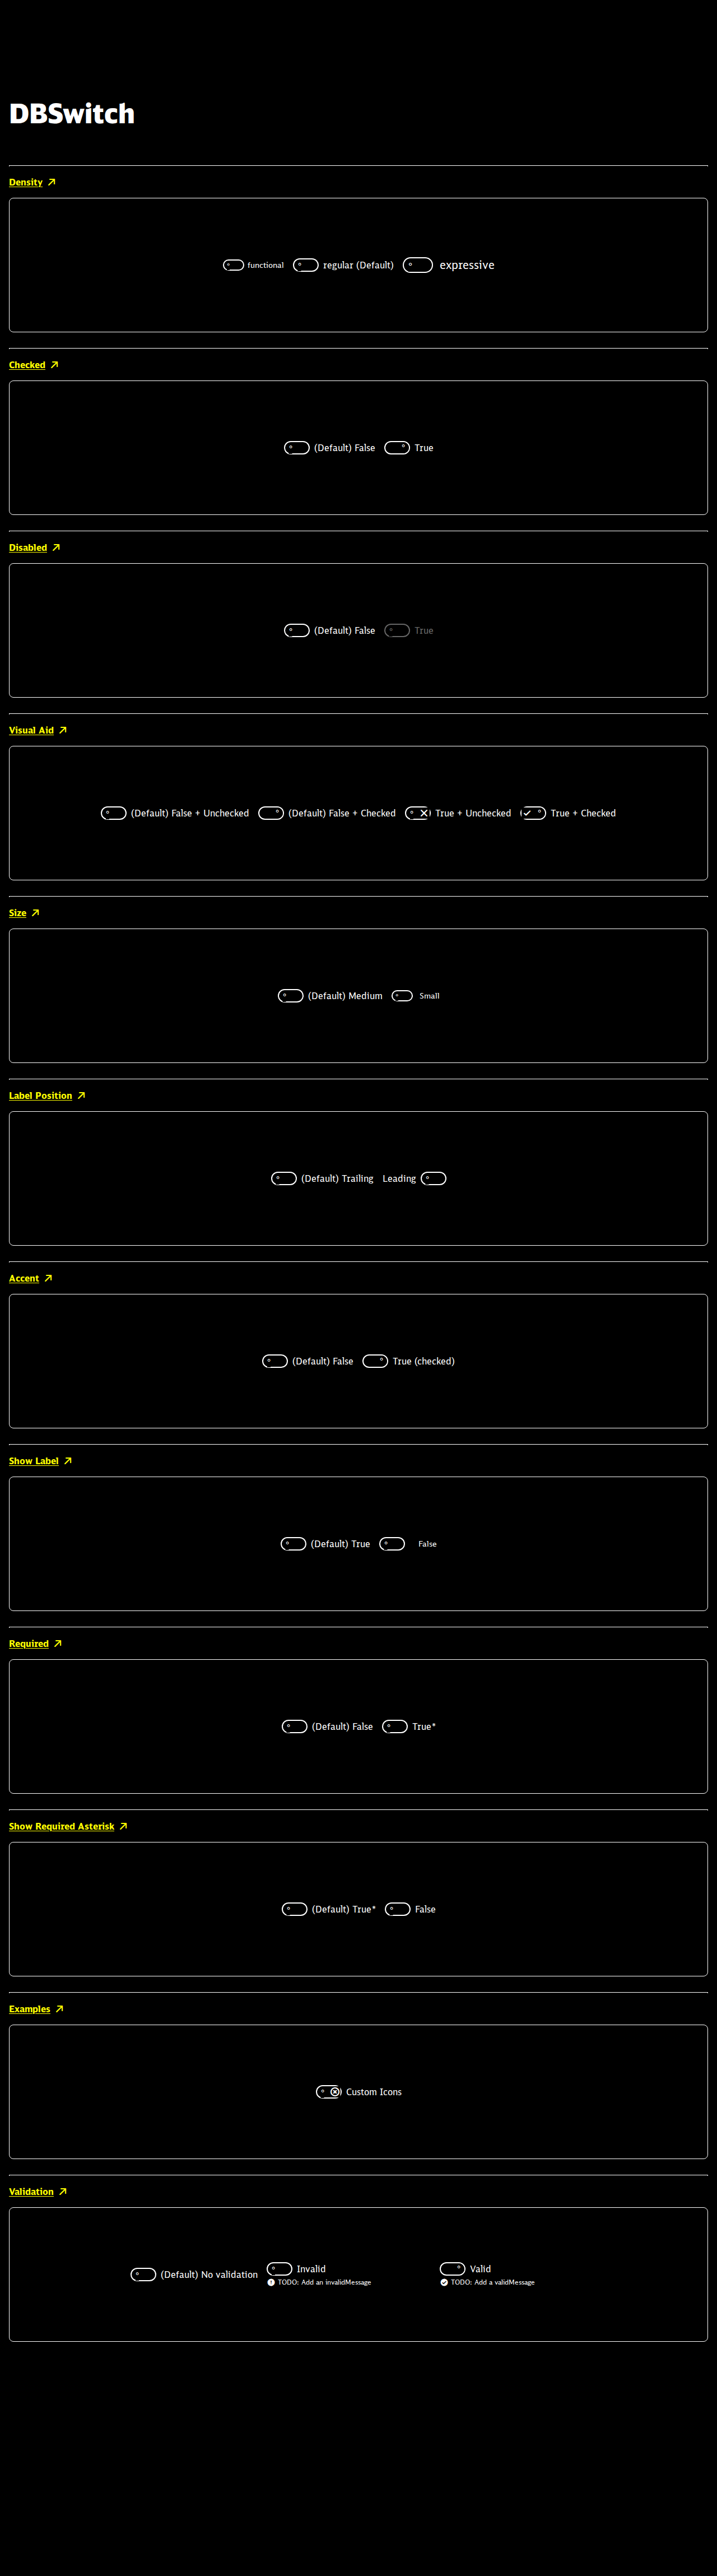 DBSwitch
Density
functional regular (Default) expressive
Checked
(Default) False True
Disabled
(Default) False True
Visual Aid
(Default) False + Unchecked (Default) False + Checked True + Unchecked True + Checked
Size
(Default) Medium Small
Label Position
(Default) Trailing Leading
Accent
(Default) False True (checked)
Show Label
(Default) True False
Required
(Default) False True*
Show Required Asterisk
(Default) True* False
Examples
Custom Icons
Validation
(Default) No validation Invalid Valid
TODO: Add an invalidMessage TODO: Add a validMessage